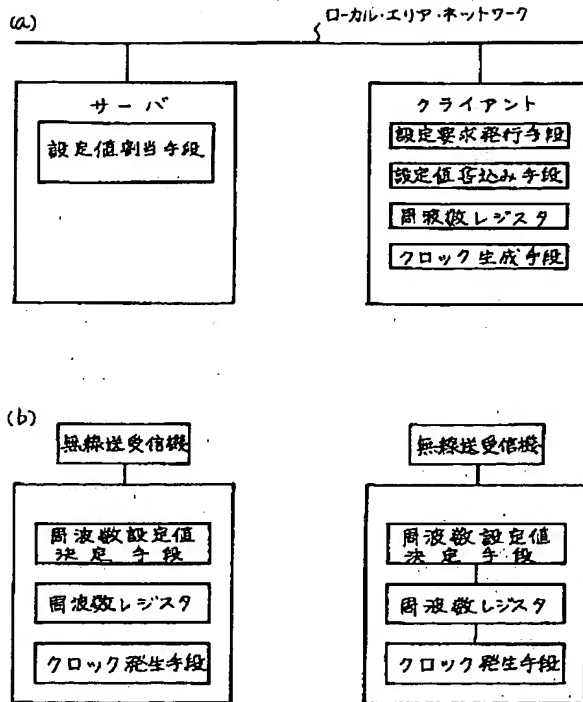 (a)
ローカル・エリア・ネットワーク
サーバ
設定値割当手段
クライアント
設定要求発行手段
設定値書込み手段
周波数レジスタ
クロック生成手段
(b)
無線送受信機
周波数設定値
決定手段
周波数レジスタ
クロック発生手段
無線送受信機
周波数設定値
決定手段
周波数レジスタ
クロック発生手段